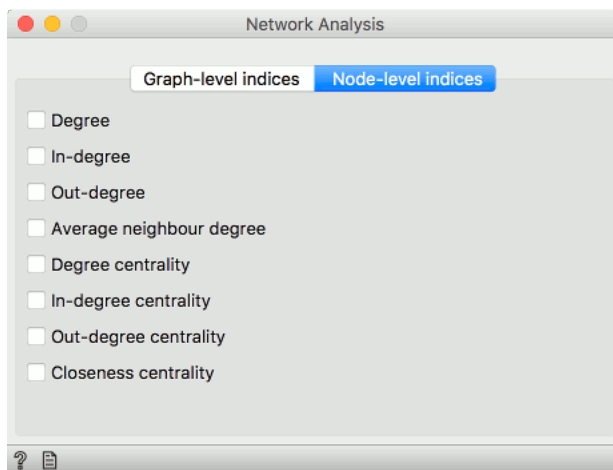 Network Analysis
Graph-level indices Node-level indices
Degree
In-degree
Out-degree
Average neighbour degree
Degree centrality
In-degree centrality
Out-degree centrality
Closeness centrality
?